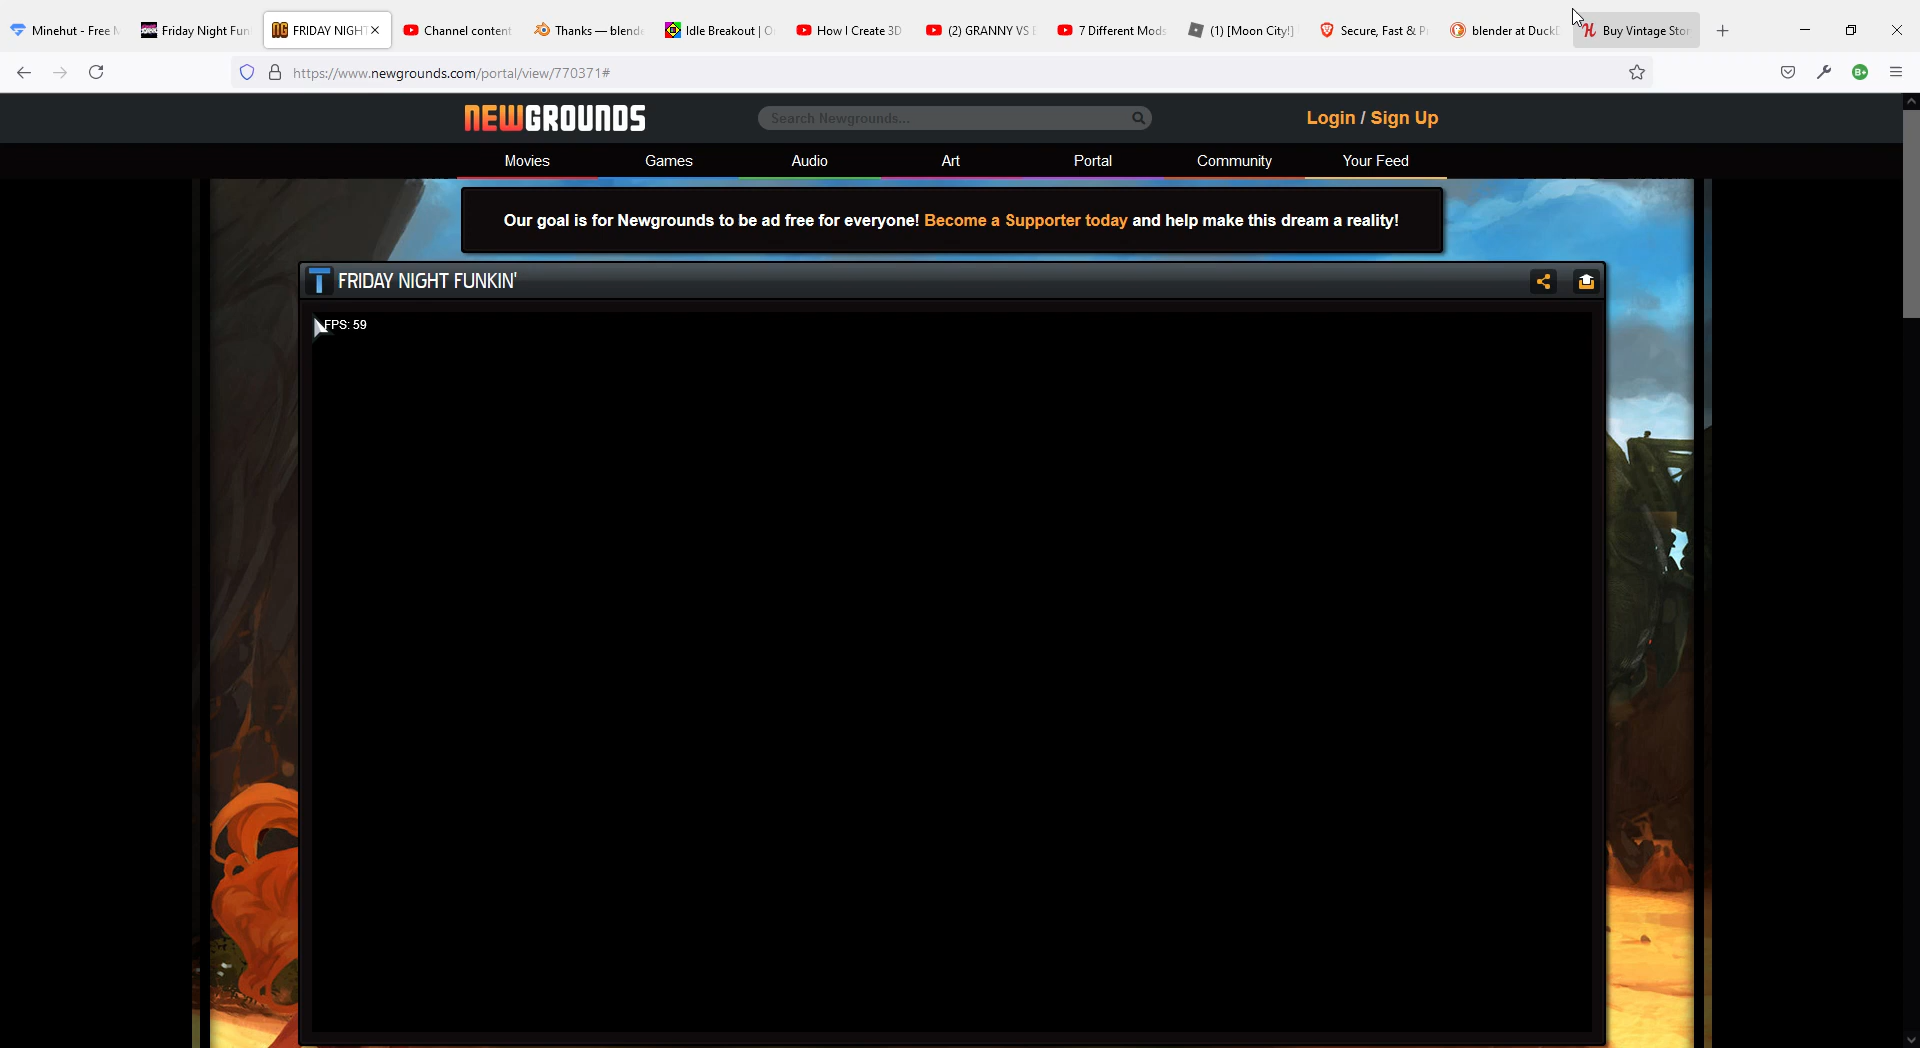 Minehut - Free
Friday Night Fun
FRIDAY NIGHT
Channel content
Thanks — blende
Idle Breakout |
How I Create 3D
(2) GRANNY VS
7 Different Mods
(1) [Moon City!]
Secure, Fast & P
blender at Duck
Buy Vintage Stor
https://www.newgrounds.com/portal/view/770371#
B+
NEWGROUNDS
Search Newgrounds...
Login / Sign Up
Movies
Games
Audio
Art
Portal
Community
Your Feed
Our goal is for Newgrounds to be ad free for everyone! Become a Supporter today and help make this dream a reality!
T FRIDAY NIGHT FUNKIN'
FPS: 59